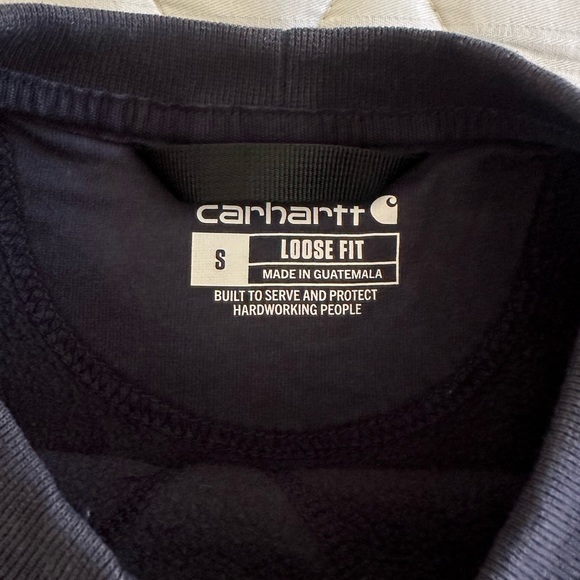 carhartt
S
LOOSE FIT
MADE IN GUATEMALA
BUILT TO SERVE AND PROTECT
HARDWORKING PEOPLE